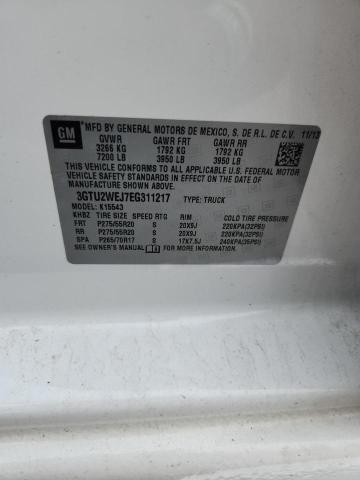 GM
MFD BY GENERAL MOTORS DE MEXICO, S. DE R.L. DE C.V. 11/13
GVWR GAWR FRT GAWR RR
3266 KG 1792 KG 1792 KG
7200 LB 3950 LB 3950 LB
THIS VEHICLE CONFORMS TO ALL APPLICABLE U.S. FEDERAL MOTOR
VEHICLE SAFETY STANDARDS IN EFFECT ON THE DATE OF
MANUFACTURE SHOWN ABOVE.
3GTU2WEJ7EG311217 TYPE: TRUCK
MODEL: K15543
KHBZ TIRE SIZE SPEED RTG RIM COLD TIRE PRESSURE
FRT P275/55R20 S 20X9J 220KPA(32PSI)
RR P275/55R20 S 20X9J 220KPA(32PSI)
SPA P265/70R17 S 17X7.5J 240KPA(35PSI)
SEE OWNER'S MANUAL FOR ADDITIONAL INFORMATION.